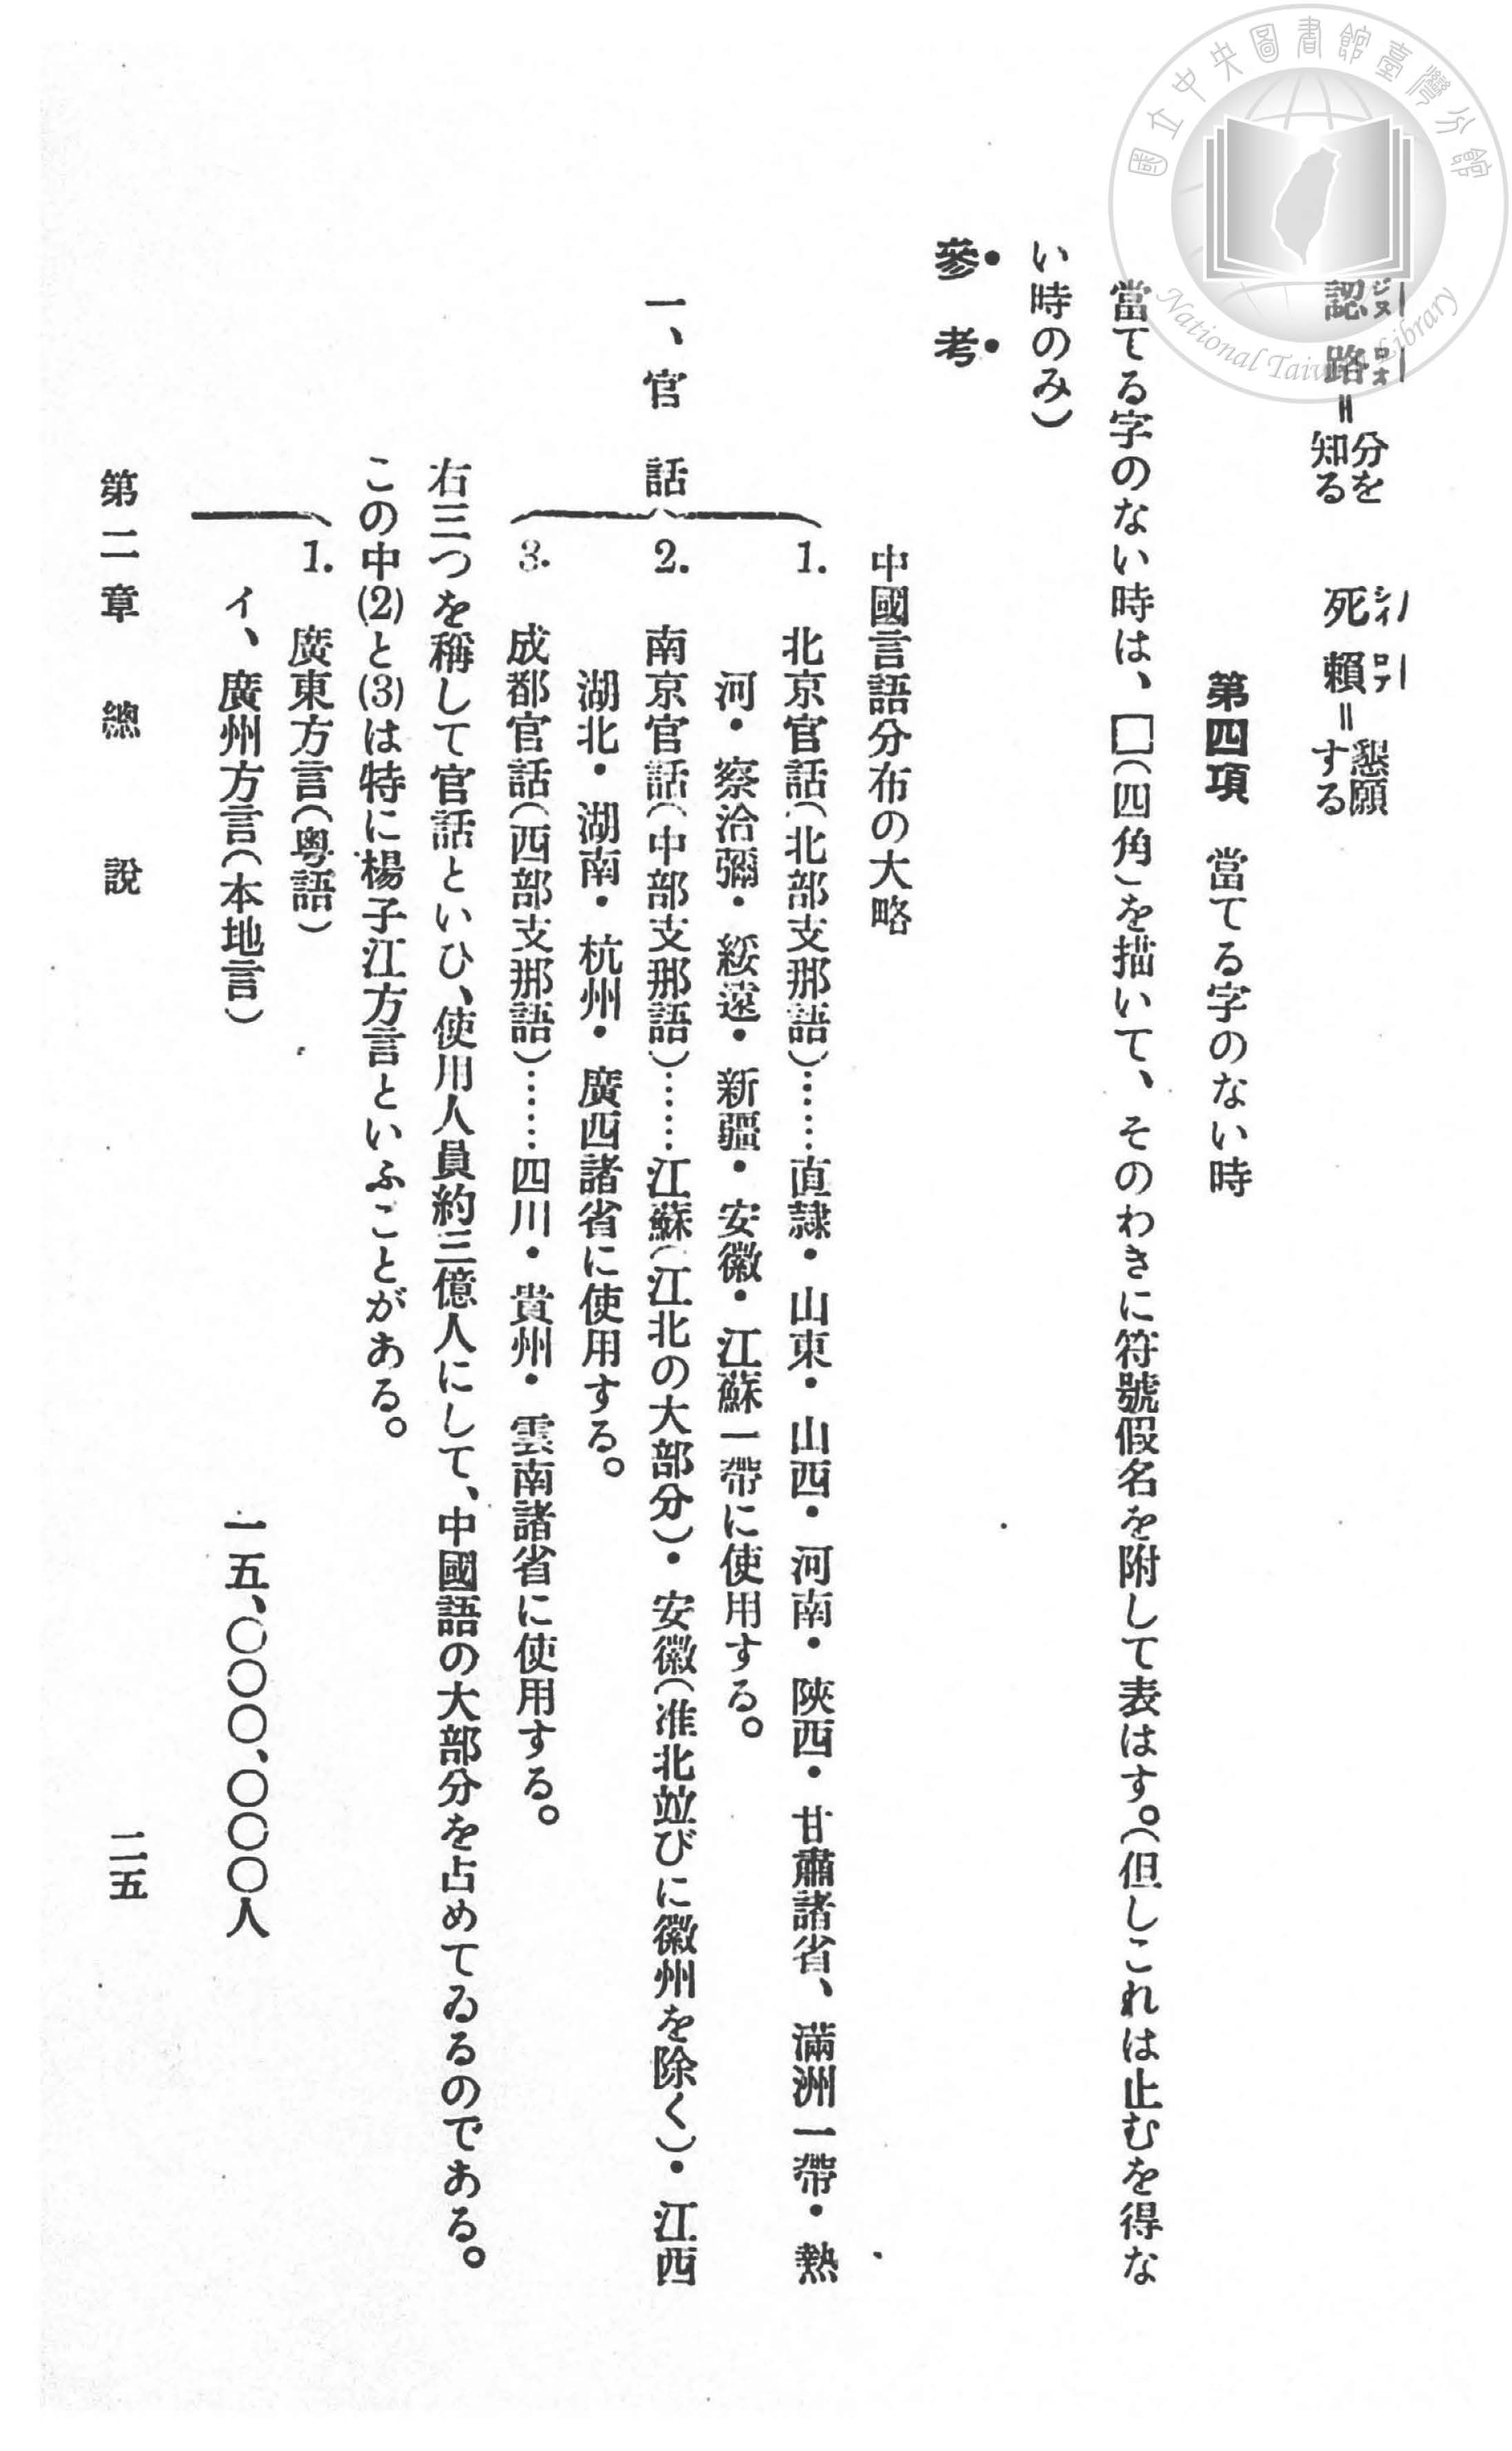 國立中央圖書館臺灣分館
National Taiwan Library
認路＝分を知る　死賴＝懇願する
ジヌ ロオ シィ ロア
第四項　當てる字のない時
當てる字のない時は、□(四角)を描いて、そのわきに符號假名を附して表はす。(但しこれは止むを得な
い時のみ)
參考
中國言語分布の大略
一、官話
1. 北京官話(北部支那語)……直隷・山東・山西・河南・陝西・甘肅諸省、滿洲一帶・熱
河・察洽彌・綏遠・新疆・安徽・江蘇一帶に使用する。
2. 南京官話(中部支那語)……江蘇(江北の大部分)・安徽(准北竝びに徽州を除く)・江西
湖北・湖南・杭州・廣西諸省に使用する。
3. 成都官話(西部支那語)……四川・貴州・雲南諸省に使用する。
右三つを稱して官話といひ、使用人員約三億人にして、中國語の大部分を占めてゐるのである。
この中(2)と(3)は特に楊子江方言といふことがある。
1. 廣東方言(粤語)
イ、廣州方言(本地言)　一五、〇〇〇、〇〇〇人
第二章　總說　二五